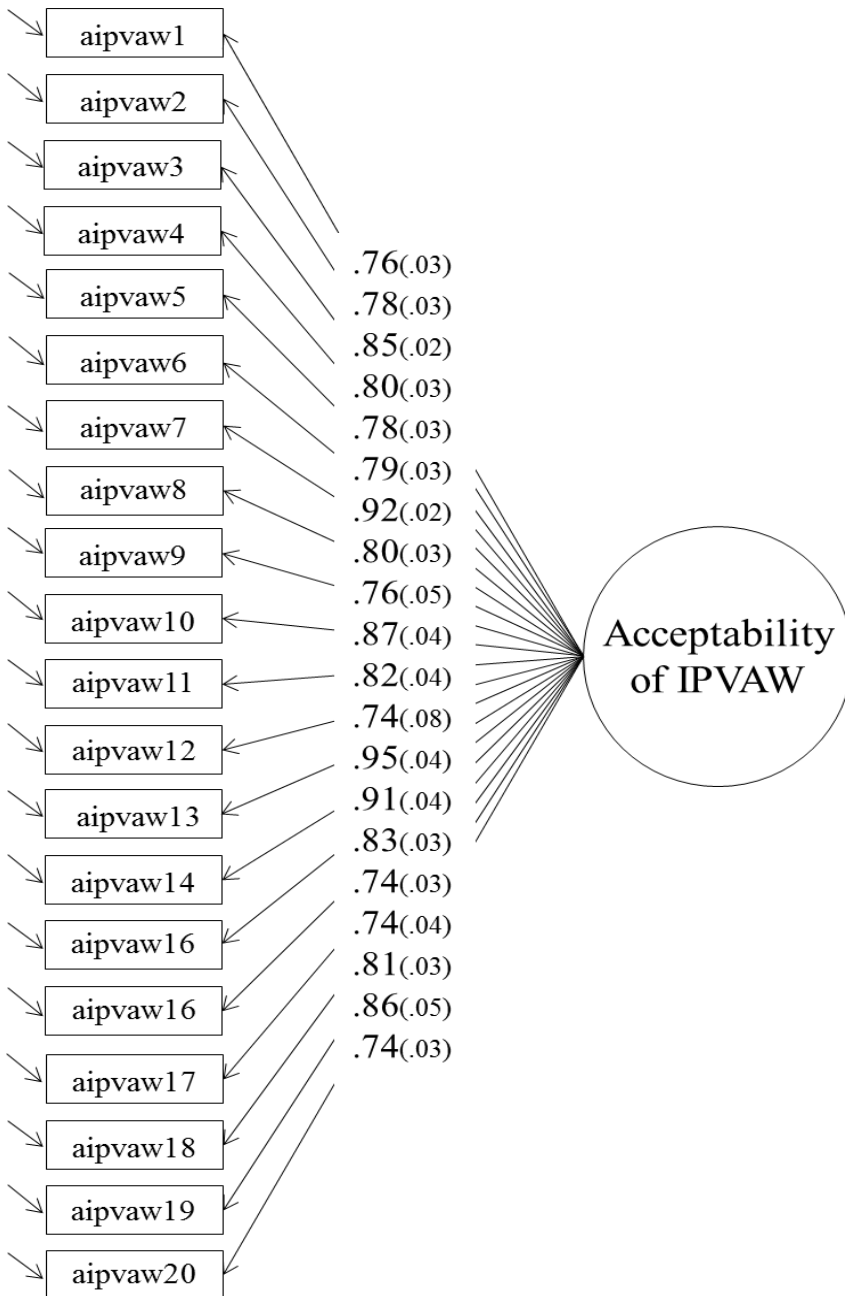 aipvaw1
aipvaw2
aipvaw3
aipvaw4
aipvaw5
aipvaw6
aipvaw7
aipvaw8
aipvaw9
aipvaw10
aipvaw11
aipvaw12
aipvaw13
aipvaw14
aipvaw16
aipvaw16
aipvaw17
aipvaw18
aipvaw19
aipvaw20
.76(.03)
.78(.03)
.85(.02)
.80(.03)
.78(.03)
.79(.03)
.92(.02)
.80(.03)
.76(.05)
.87(.04)
.82(.04)
.74(.08)
.95(.04)
.91(.04)
.83(.03)
.74(.03)
.74(.04)
.81(.03)
.86(.05)
.74(.03)
Acceptability
of IPVAW